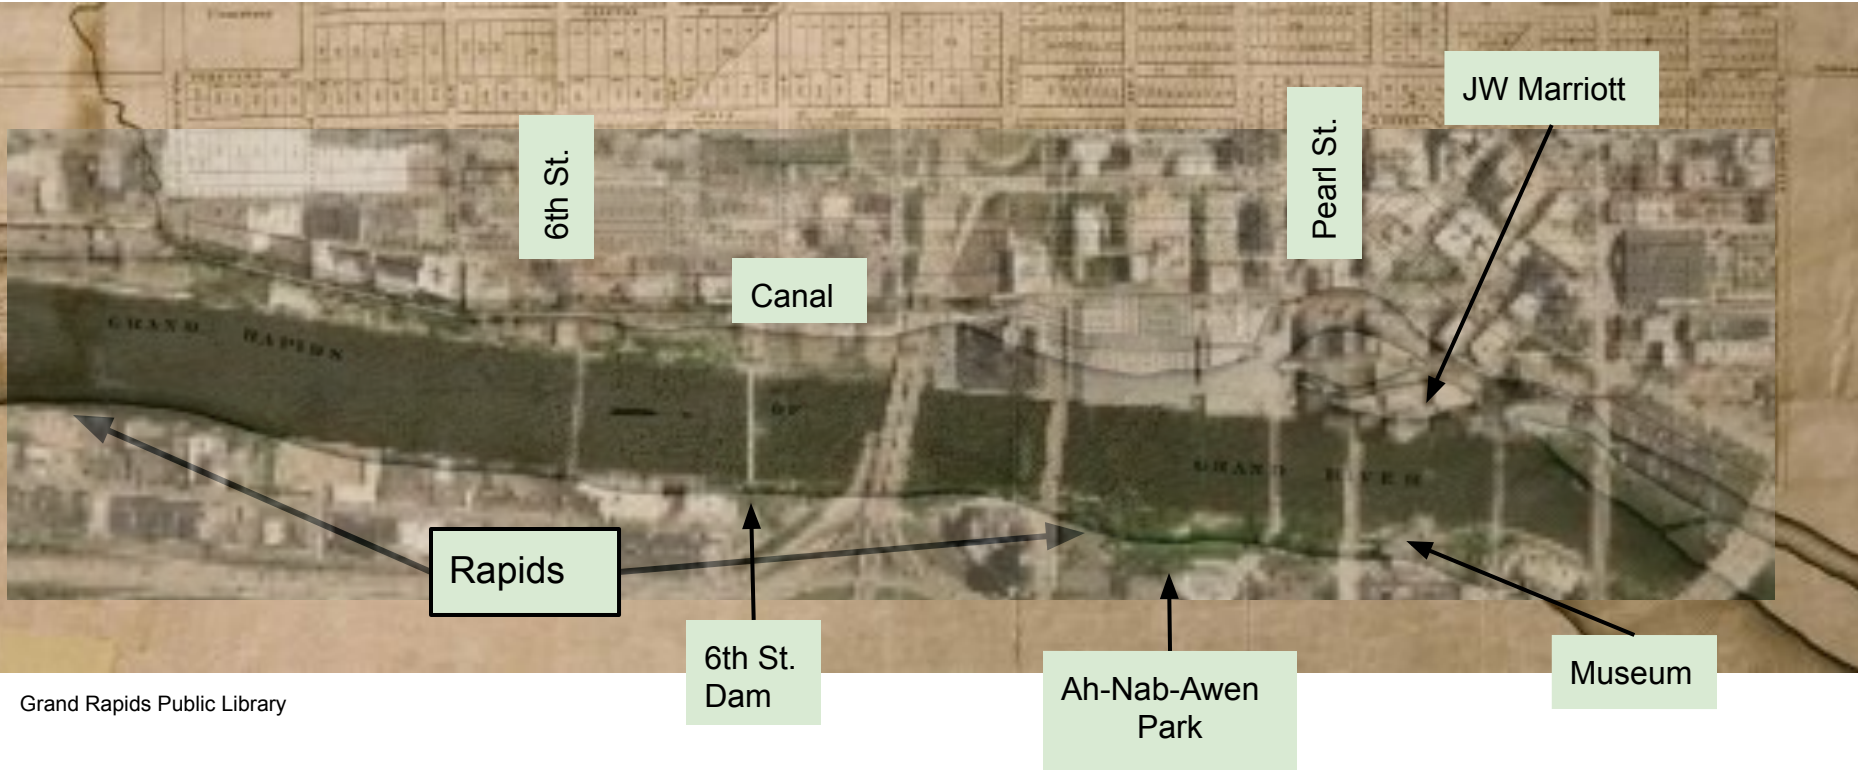 JW Marriott
Pearl St.
6th St.
Canal
GRAND RAPIDS
OF
GRAND RIVER
Rapids
6th St.
Dam
Ah-Nab-Awen
Park
Museum
Grand Rapids Public Library